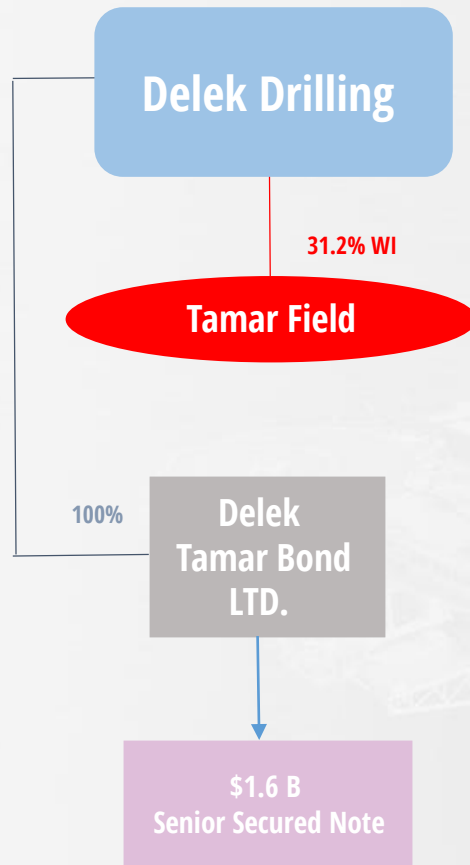 Delek Drilling
31.2% WI
Tamar Field
100%
Delek
Tamar Bond
LTD.
$1.6 B
Senior Secured Note